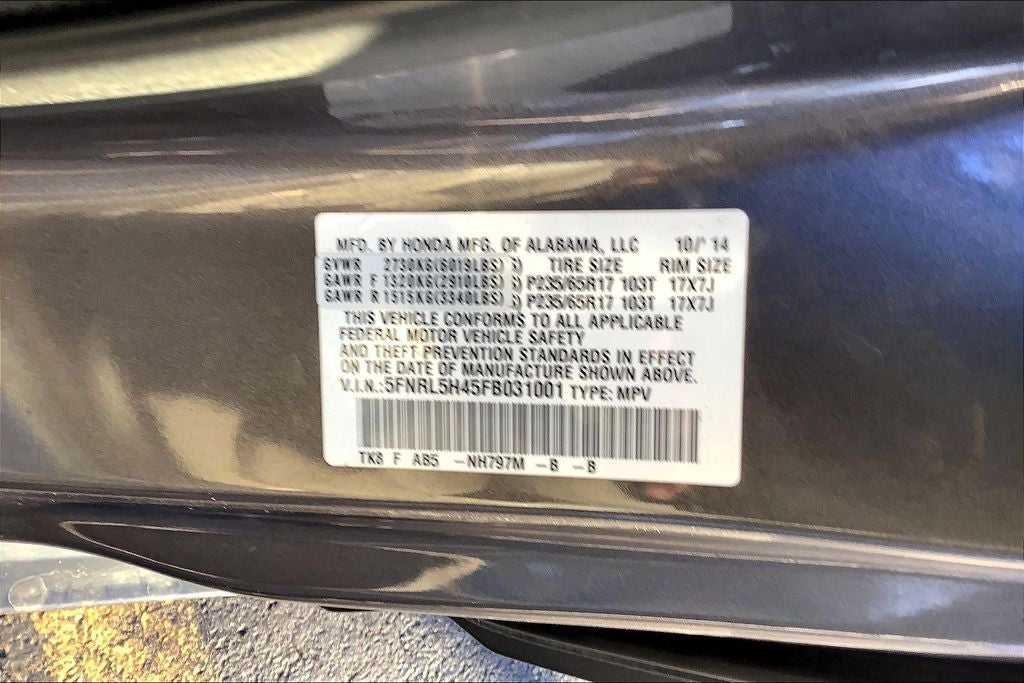 MFD. BY HONDA MFG. OF ALABAMA, LLC 10/'14
GVWR 2730KG(6019LBS) TIRE SIZE RIM SIZE
GAWR F 1320KG(2910LBS) P235/65R17 103T 17X7J
GAWR R 1515KG(3340LBS) P235/65R17 103T 17X7J
THIS VEHICLE CONFORMS TO ALL APPLICABLE
FEDERAL MOTOR VEHICLE SAFETY
AND THEFT PREVENTION STANDARDS IN EFFECT
ON THE DATE OF MANUFACTURE SHOWN ABOVE.
V.I.N.:5FNRL5H45FB031001 TYPE: MPV
TK8 F AB5 -NH797M -B -B